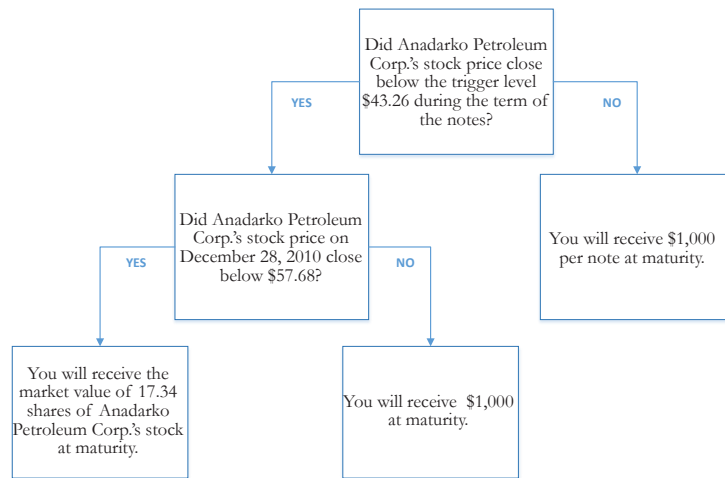 Did Anadarko Petroleum
Corp.'s stock price close
below the trigger level
$43.26 during the term of
the notes?
YES
NO
Did Anadarko Petroleum
Corp.'s stock price on
December 28, 2010 close
below $57.68?
You will receive $1,000
per note at maturity.
YES
NO
You will receive the
market value of 17.34
shares of Anadarko
Petroleum Corp.'s stock
at maturity.
You will receive $1,000
at maturity.